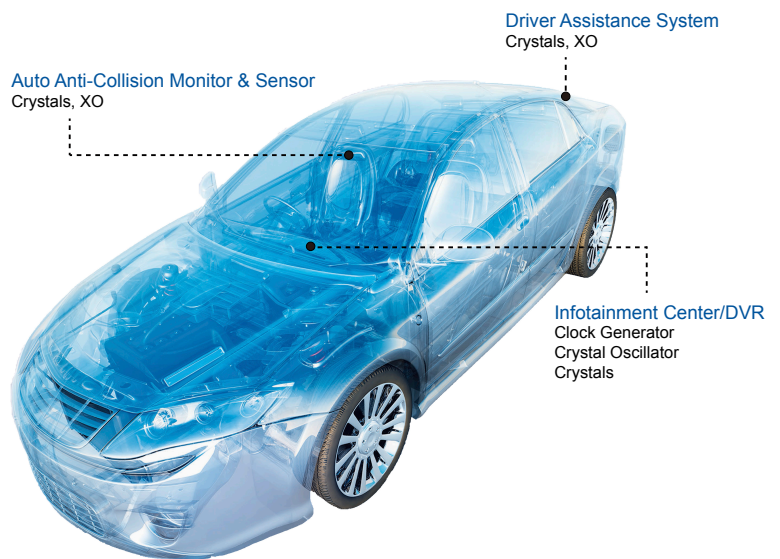 Driver Assistance System
Crystals, XO
Auto Anti-Collision Monitor & Sensor
Crystals, XO
Infotainment Center/DVR
Clock Generator
Crystal Oscillator
Crystals